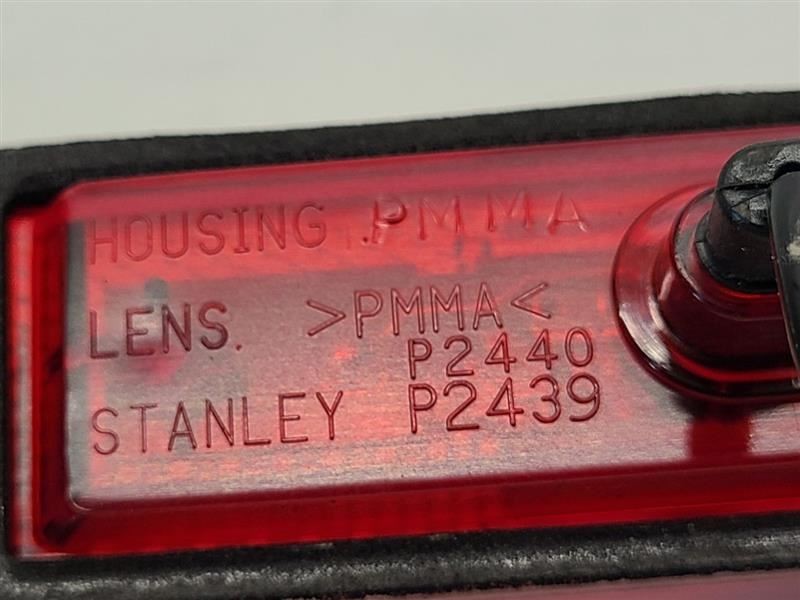 HOUSING .PMMA
LENS. >PMMA<
P2440
STANLEY P2439